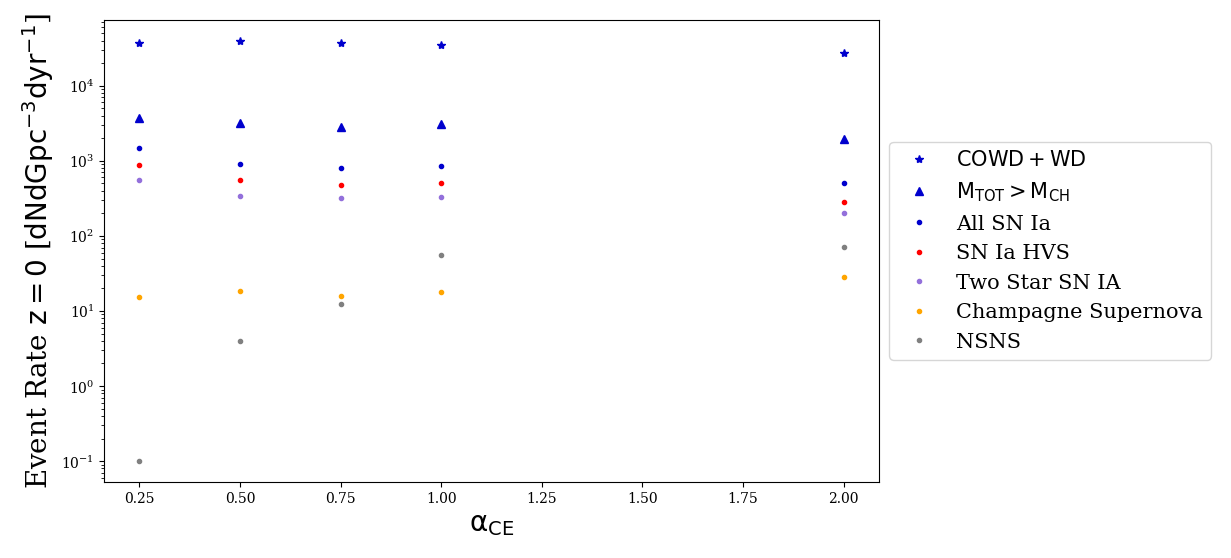 Event Rate z = 0 [dNdGpc⁻³dyr⁻¹]
10⁴
10³
10²
10¹
10⁰
10⁻¹
0.25 0.50 0.75 1.00 1.25 1.50 1.75 2.00
α_CE
COWD + WD
M_TOT > M_CH
All SN Ia
SN Ia HVS
Two Star SN IA
Champagne Supernova
NSNS